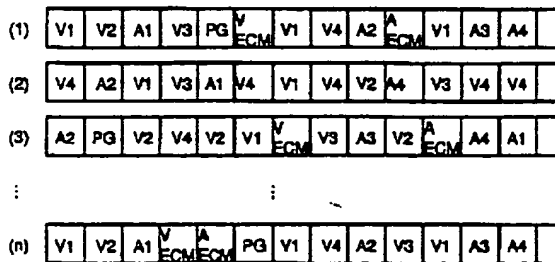 (1) V1 V2 A1 V3 PG V ECM V1 V4 A2 A ECM V1 A3 A4
(2) V4 A2 V1 V3 A1 V4 V1 V4 V2 A4 V3 V4 V4
(3) A2 PG V2 V4 V2 V1 V ECM V3 A3 V2 A ECM A4 A1
⋮ ⋮
(n) V1 V2 A1 V ECM A ECM PG V1 V4 A2 V3 V1 A3 A4